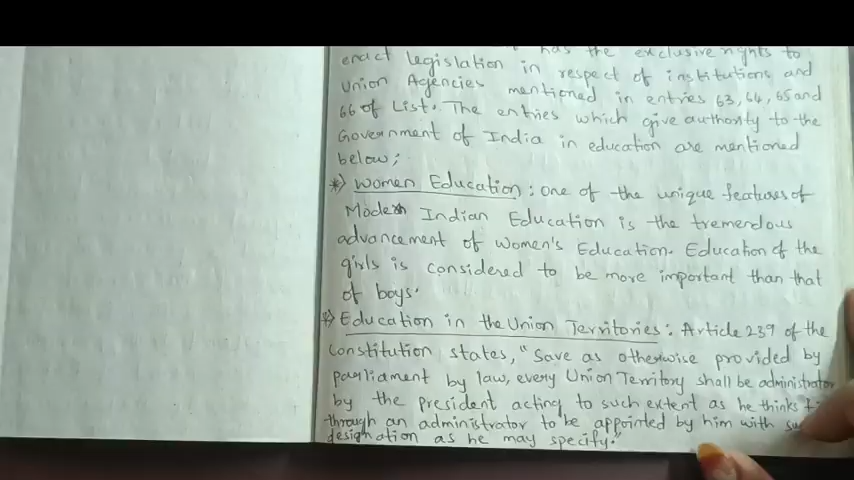 has the exclusive rights to
enact legislation in respect of institutions and
Union Agencies mentioned in entries 63, 64, 65 and
66 of List. The entries which give authority to the
Government of India in education are mentioned
below;
*) Women Education: One of the unique features of
Modern Indian Education is the tremendous
advancement of Women's Education. Education of the
girls is considered to be more important than that
of boys.
*) Education in the Union Territories: Article 239 of the
Constitution states, "Save as otherwise provided by
parliament by law, every Union Territory shall be administrator
by the president acting to such extent as he thinks
through an administrator to be appointed by him with
designation as he may specify."